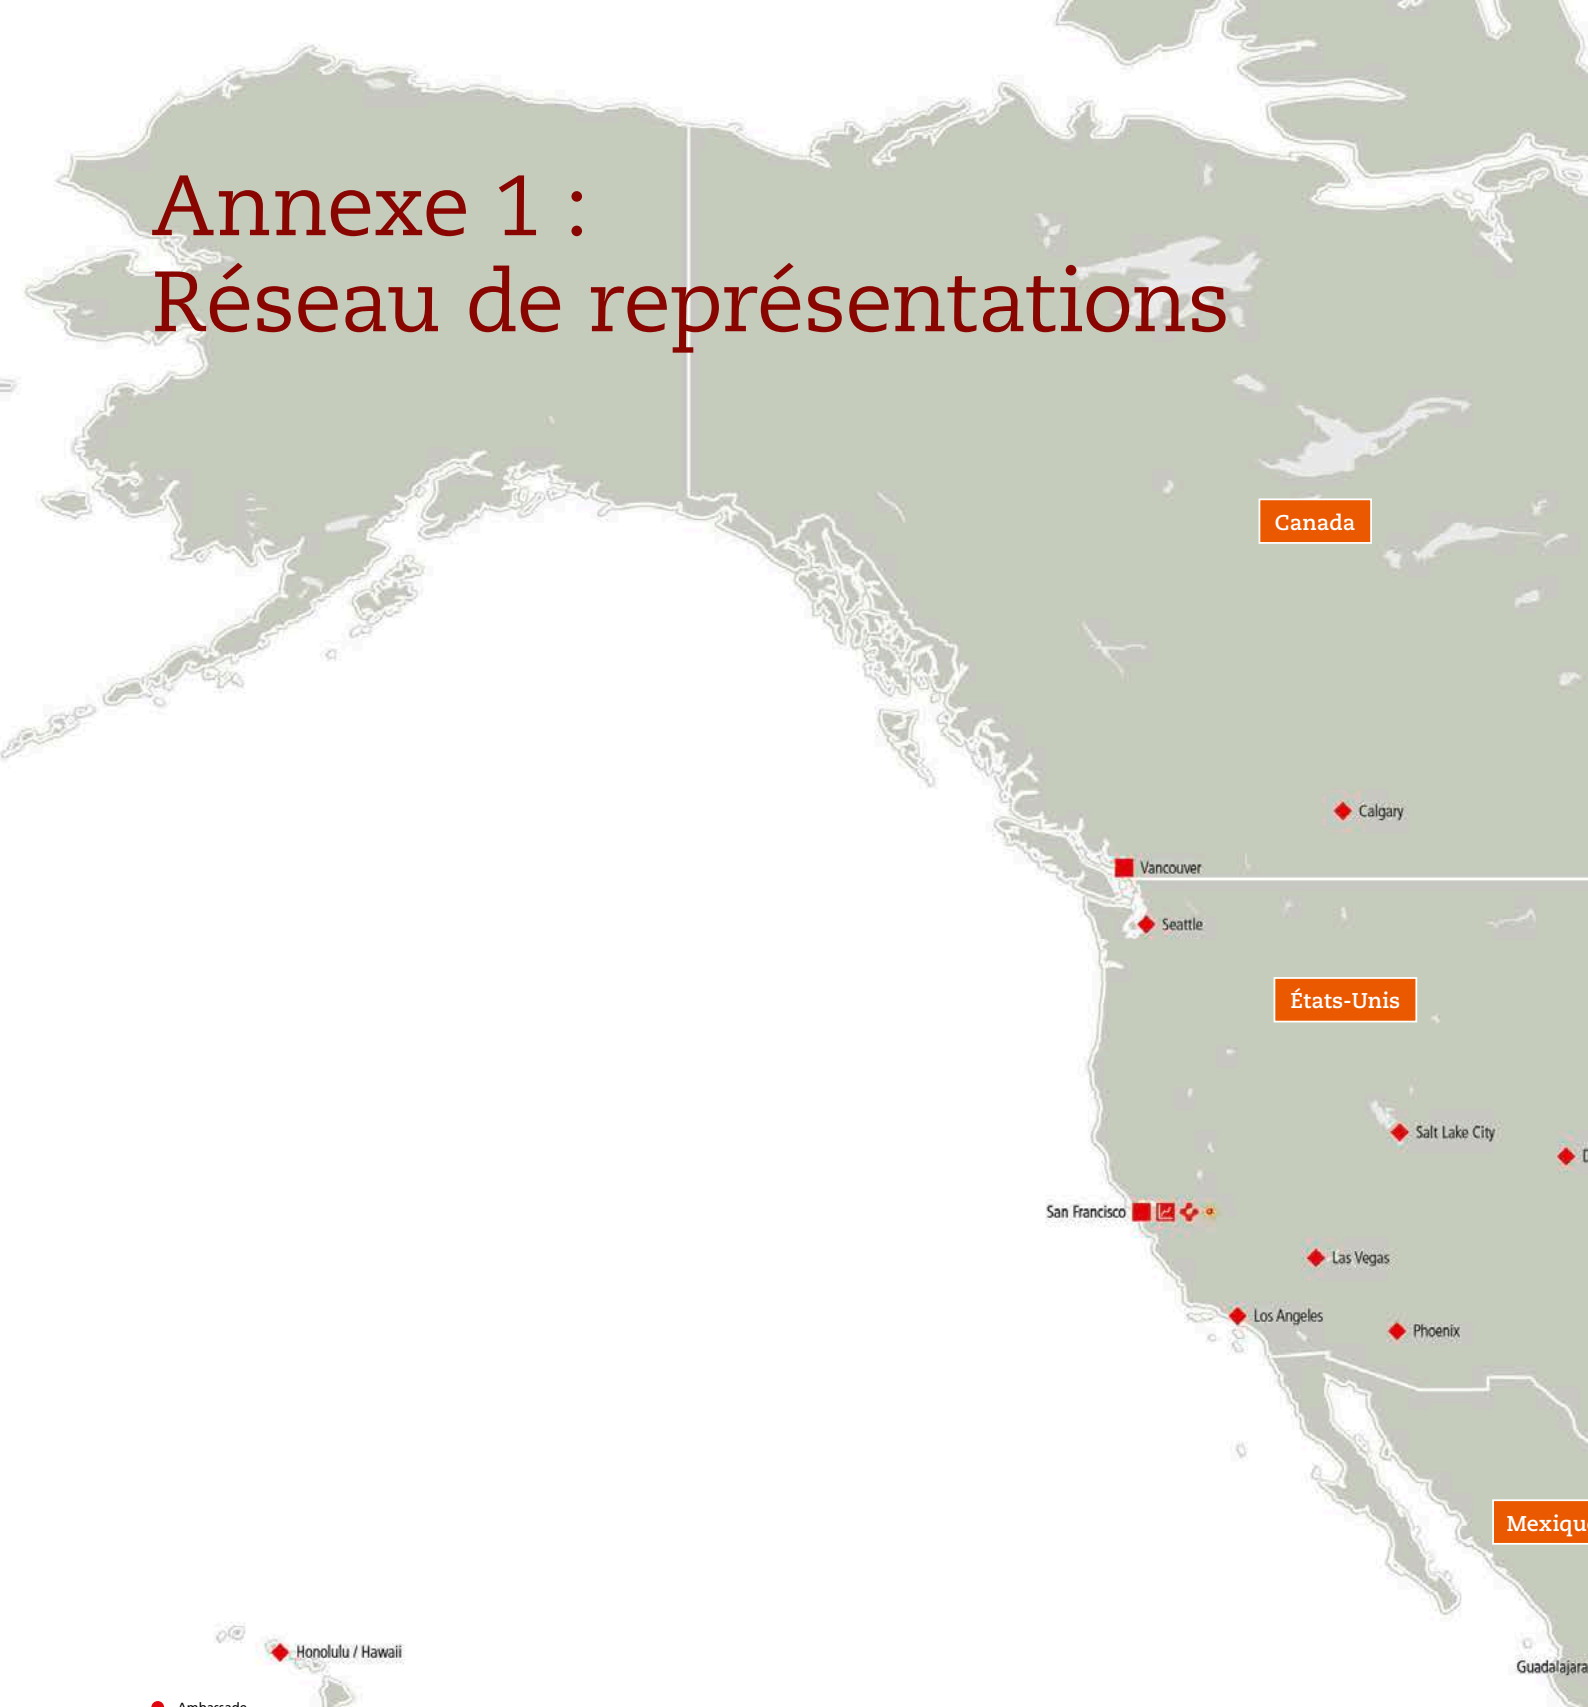 Annexe 1 :
Réseau de représentations
Canada
Calgary
Vancouver
Seattle
États-Unis
Salt Lake City
San Francisco
Las Vegas
Los Angeles
Phoenix
Mexiqu
Honolulu / Hawaii
Guadalajara